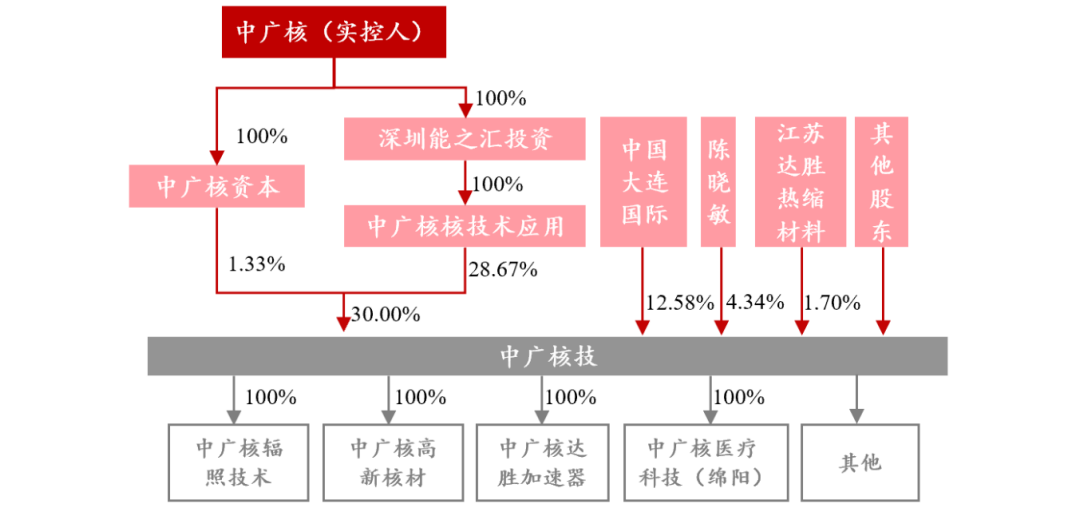 中广核（实控人）
100%
100%
深圳能之汇投资
中广核资本
100%
中广核核技术应用
中国
大连
国际
陈
晓
敏
江苏
达胜
热缩
材料
其
他
股
东
1.33%
28.67%
30.00%
12.58%
4.34%
1.70%
中广核技
100%
100%
100%
100%
中广核辐
照技术
中广核高
新核材
中广核达
胜加速器
中广核医疗
科技（绵阳）
其他